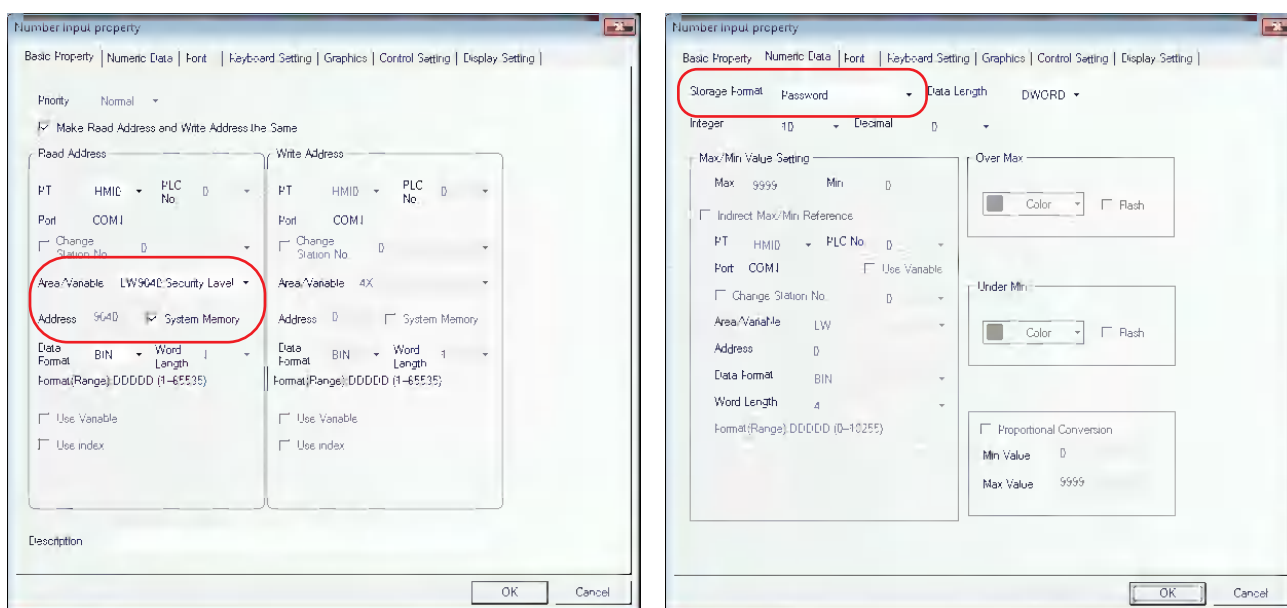 Number input property
Basic Property | Numeric Data | Font | Keyboard Setting | Graphics | Control Setting | Display Setting |
Priority Normal
Make Read Address and Write Address the Same
Read Address
PT HMI0 PLC No. 0
Port COM1
Change Station No. 0
Area/Variable LW9040:Security Level
Address 9040 System Memory
Data Format BIN Word Length 1
Format(Range):DDDDD (1–65535)
Use Variable
Use index
Write Address
PT HMI0 PLC No. 0
Port COM1
Change Station No. 0
Area/Variable 4X
Address 0 System Memory
Data Format BIN Word Length 1
Format(Range):DDDDD (1–65535)
Use Variable
Use index
Description
OK Cancel
Number input property
Basic Property Numeric Data | Font | Keyboard Setting | Graphics | Control Setting | Display Setting |
Storage Format Password Data Length DWORD
Integer 10 Decimal 0
Max/Min Value Setting
Max 9999 Min 0
Indirect Max/Min Reference
PT HMI0 PLC No. 0
Port COM1 Use Variable
Change Station No. 0
Area/Variable LW
Address 0
Data Format BIN
Word Length 4
Format(Range):DDDDD (0–10255)
Over Max
Color Flash
Under Min
Color Flash
Proportional Conversion
Min Value 0
Max Value 9999
OK Cancel